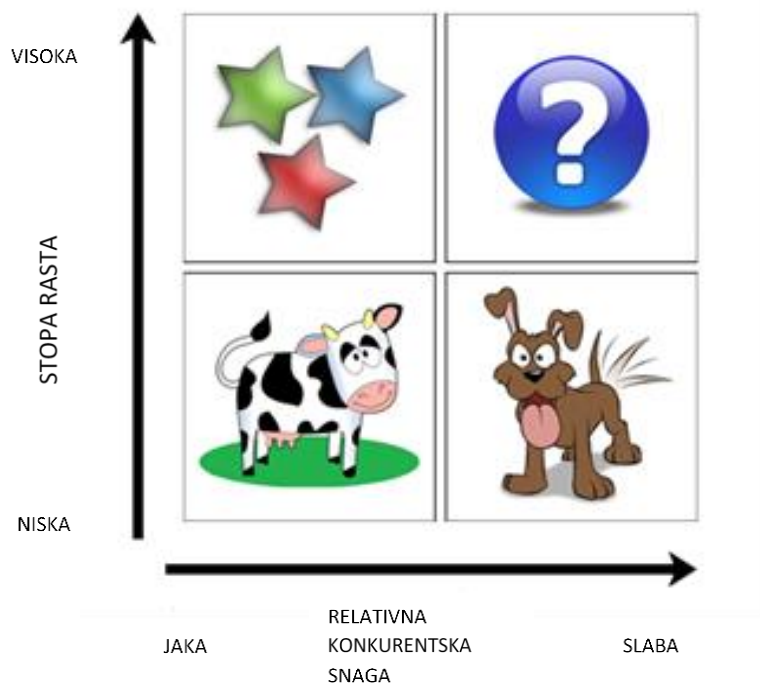 VISOKA
STOPA RASTA
?
NISKA
RELATIVNA
JAKA KONKURENTSKA SLABA
SNAGA